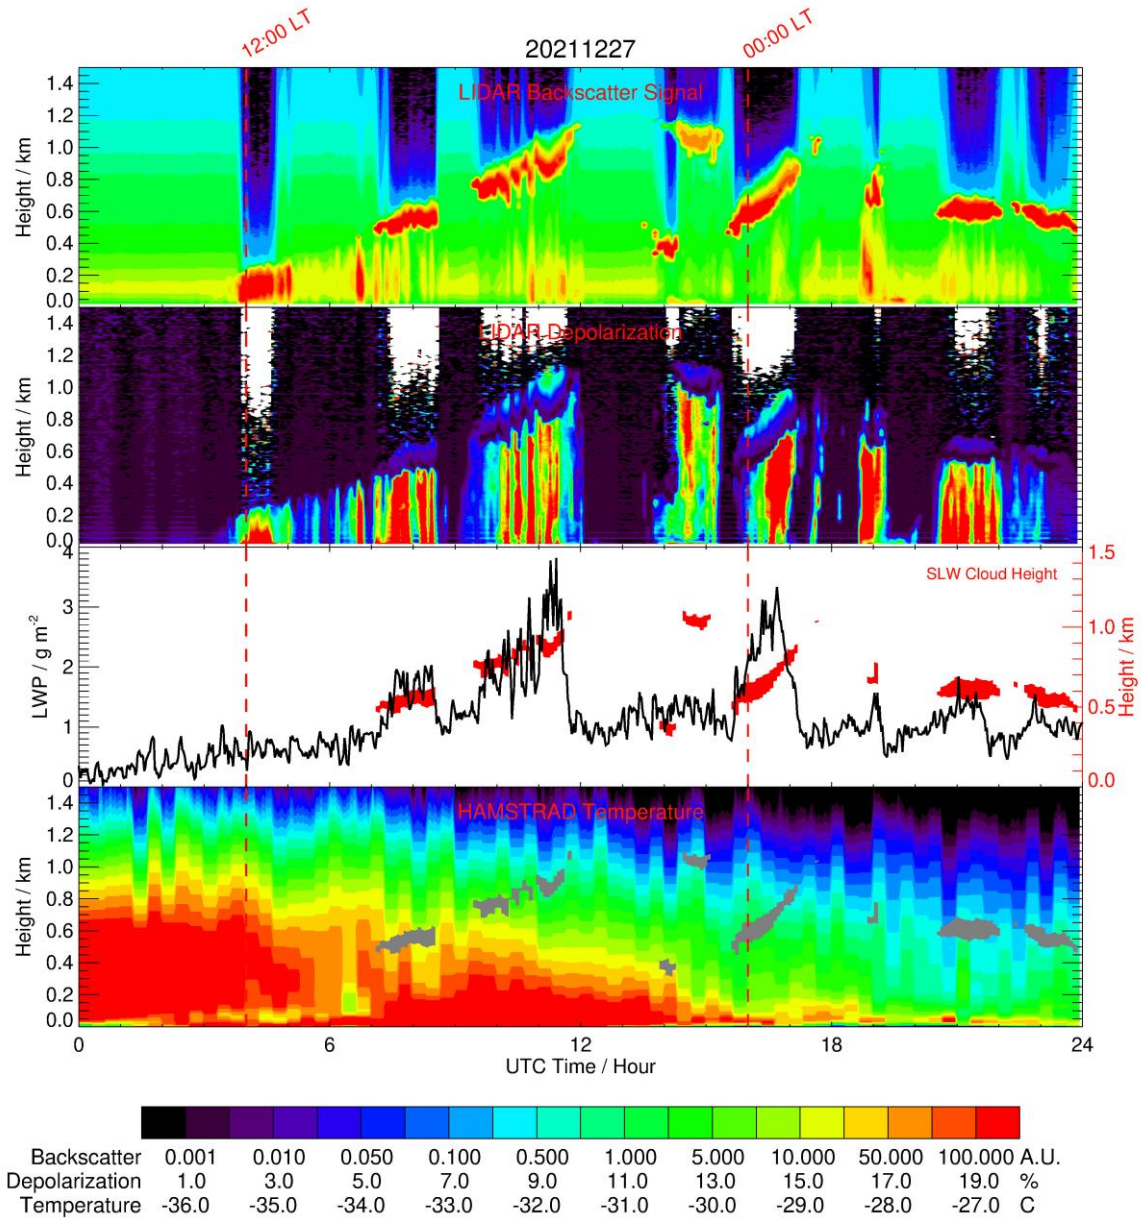 12:00 LT
00:00 LT
20211227
LIDAR Backscatter Signal
Height / km
1.4
1.2
1.0
0.8
0.6
0.4
0.2
0.0
LIDAR Depolarization
Height / km
1.4
1.2
1.0
0.8
0.6
0.4
0.2
0.0
SLW Cloud Height
LWP / g m-2
4
3
2
1
0
1.5
1.0
0.5
0.0
Height / km
HAMSTRAD Temperature
Height / km
1.4
1.2
1.0
0.8
0.6
0.4
0.2
0.0
0 6 12 18 24
UTC Time / Hour
Backscatter 0.001 0.010 0.050 0.100 0.500 1.000 5.000 10.000 50.000 100.000 A.U.
Depolarization 1.0 3.0 5.0 7.0 9.0 11.0 13.0 15.0 17.0 19.0 %
Temperature -36.0 -35.0 -34.0 -33.0 -32.0 -31.0 -30.0 -29.0 -28.0 -27.0 C